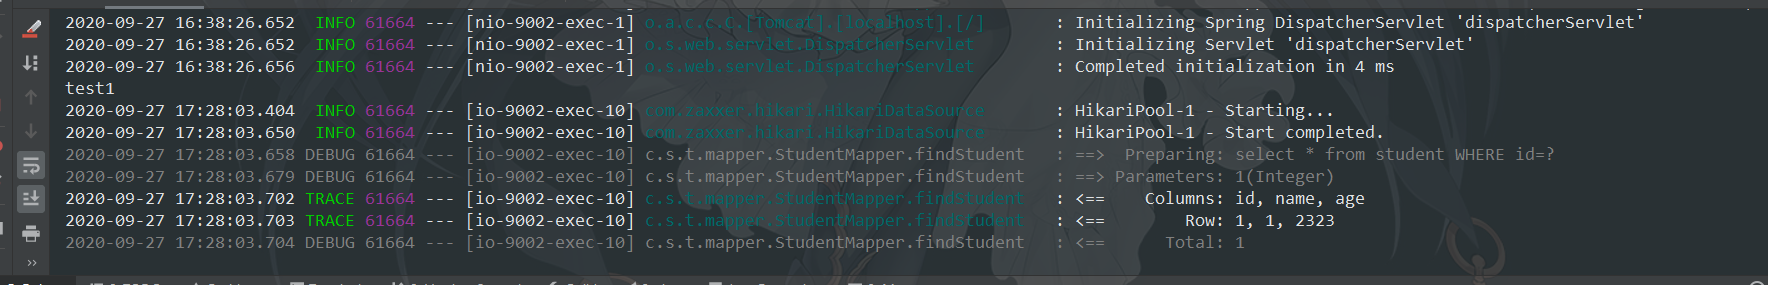 2020-09-27 16:38:26.652  INFO 61664 --- [nio-9002-exec-1] o.a.c.c.C.[Tomcat].[localhost].[/]       : Initializing Spring DispatcherServlet 'dispatcherServlet'
2020-09-27 16:38:26.652  INFO 61664 --- [nio-9002-exec-1] o.s.web.servlet.DispatcherServlet        : Initializing Servlet 'dispatcherServlet'
2020-09-27 16:38:26.656  INFO 61664 --- [nio-9002-exec-1] o.s.web.servlet.DispatcherServlet        : Completed initialization in 4 ms
test1
2020-09-27 17:28:03.404  INFO 61664 --- [io-9002-exec-10] com.zaxxer.hikari.HikariDataSource       : HikariPool-1 - Starting...
2020-09-27 17:28:03.650  INFO 61664 --- [io-9002-exec-10] com.zaxxer.hikari.HikariDataSource       : HikariPool-1 - Start completed.
2020-09-27 17:28:03.658 DEBUG 61664 --- [io-9002-exec-10] c.s.t.mapper.StudentMapper.findStudent   : ==>  Preparing: select * from student WHERE id=?
2020-09-27 17:28:03.679 DEBUG 61664 --- [io-9002-exec-10] c.s.t.mapper.StudentMapper.findStudent   : ==> Parameters: 1(Integer)
2020-09-27 17:28:03.702 TRACE 61664 --- [io-9002-exec-10] c.s.t.mapper.StudentMapper.findStudent   : <==    Columns: id, name, age
2020-09-27 17:28:03.703 TRACE 61664 --- [io-9002-exec-10] c.s.t.mapper.StudentMapper.findStudent   : <==        Row: 1, 1, 2323
2020-09-27 17:28:03.704 DEBUG 61664 --- [io-9002-exec-10] c.s.t.mapper.StudentMapper.findStudent   : <==      Total: 1